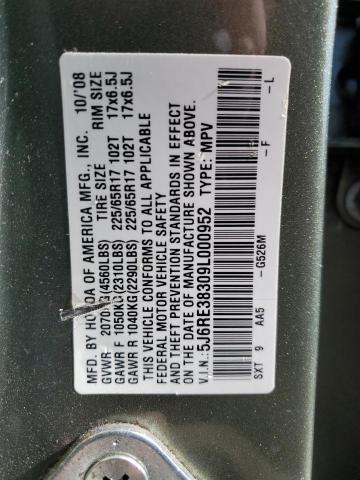 MFD. BY HONDA OF AMERICA MFG., INC. 10/'08
TIRE SIZE RIM SIZE
GVWR 2070KG(4560LBS)
GAWR F 1050KG(2310LBS) 225/65R17 102T 17x6.5J
GAWR R 1040KG(2290LBS) 225/65R17 102T 17x6.5J
THIS VEHICLE CONFORMS TO ALL APPLICABLE
FEDERAL MOTOR VEHICLE SAFETY, BUMPER,
AND THEFT PREVENTION STANDARDS IN EFFECT
ON THE DATE OF MANUFACTURE SHOWN ABOVE.
V.I.N.: 5J6RE38309L000952 TYPE: MPV
-G526M -F -L
SXT 9 AA5